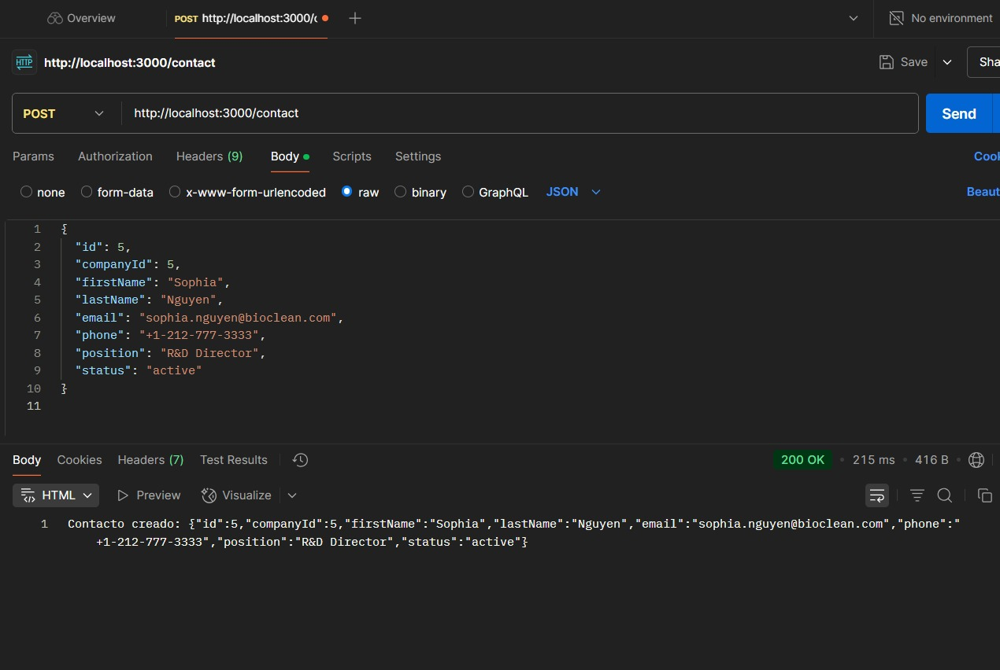 Overview
POST http://localhost:3000/c
No environment
HTTP http://localhost:3000/contact
Save
Sha
POST http://localhost:3000/contact
Send
Params Authorization Headers (9) Body Scripts Settings
Cook
none form-data x-www-form-urlencoded raw binary GraphQL JSON
Beaut
1 {
2 "id": 5,
3 "companyId": 5,
4 "firstName": "Sophia",
5 "lastName": "Nguyen",
6 "email": "sophia.nguyen@bioclean.com",
7 "phone": "+1-212-777-3333",
8 "position": "R&D Director",
9 "status": "active"
10 }
11
Body Cookies Headers (7) Test Results
200 OK • 215 ms • 416 B •
HTML Preview Visualize
1 Contacto creado: {"id":5,"companyId":5,"firstName":"Sophia","lastName":"Nguyen","email":"sophia.nguyen@bioclean.com","phone":"
+1-212-777-3333","position":"R&D Director","status":"active"}